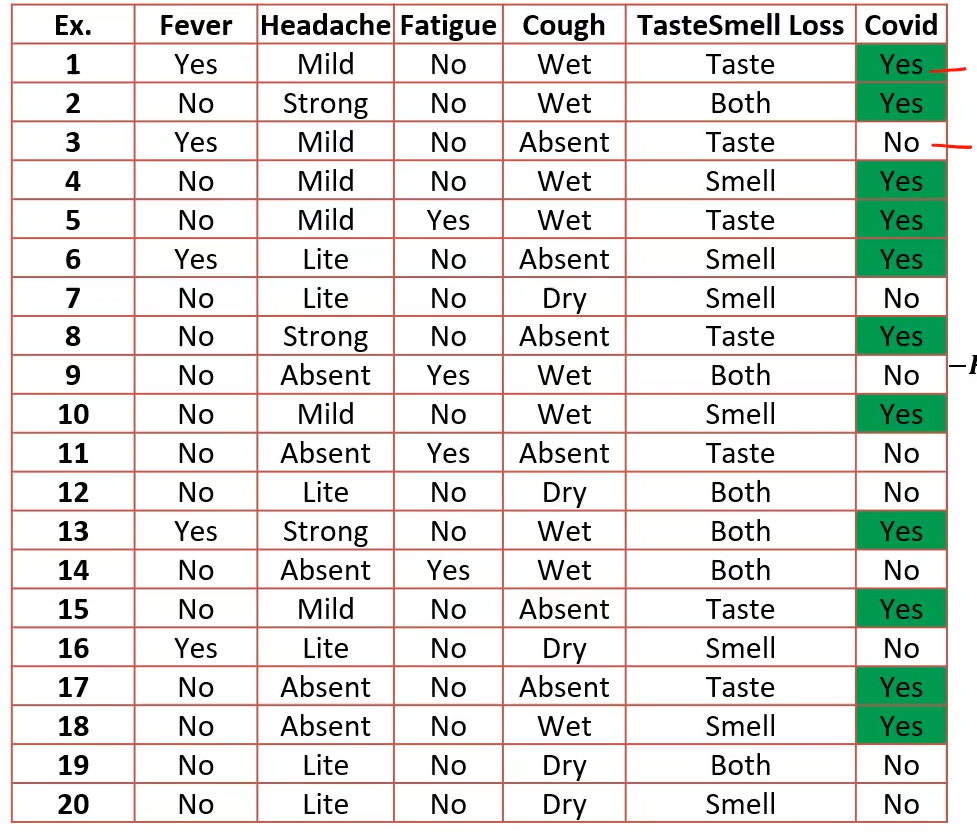 Ex. Fever Headache Fatigue Cough TasteSmell Loss Covid
1 Yes Mild No Wet Taste Yes
2 No Strong No Wet Both Yes
3 Yes Mild No Absent Taste No
4 No Mild No Wet Smell Yes
5 No Mild Yes Wet Taste Yes
6 Yes Lite No Absent Smell Yes
7 No Lite No Dry Smell No
8 No Strong No Absent Taste Yes
9 No Absent Yes Wet Both No
10 No Mild No Wet Smell Yes
11 No Absent Yes Absent Taste No
12 No Lite No Dry Both No
13 Yes Strong No Wet Both Yes
14 No Absent Yes Wet Both No
15 No Mild No Absent Taste Yes
16 Yes Lite No Dry Smell No
17 No Absent No Absent Taste Yes
18 No Absent No Wet Smell Yes
19 No Lite No Dry Both No
20 No Lite No Dry Smell No